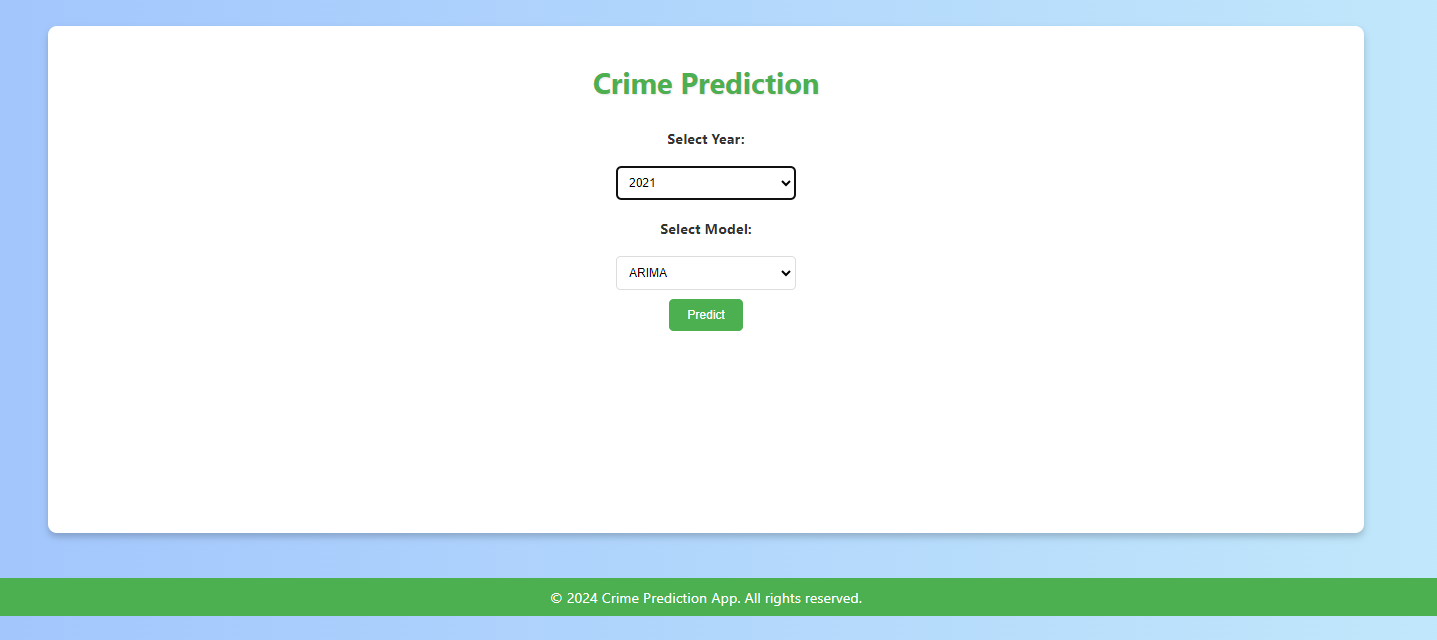 Crime Prediction
Select Year:
2021
Select Model:
ARIMA
Predict
© 2024 Crime Prediction App. All rights reserved.